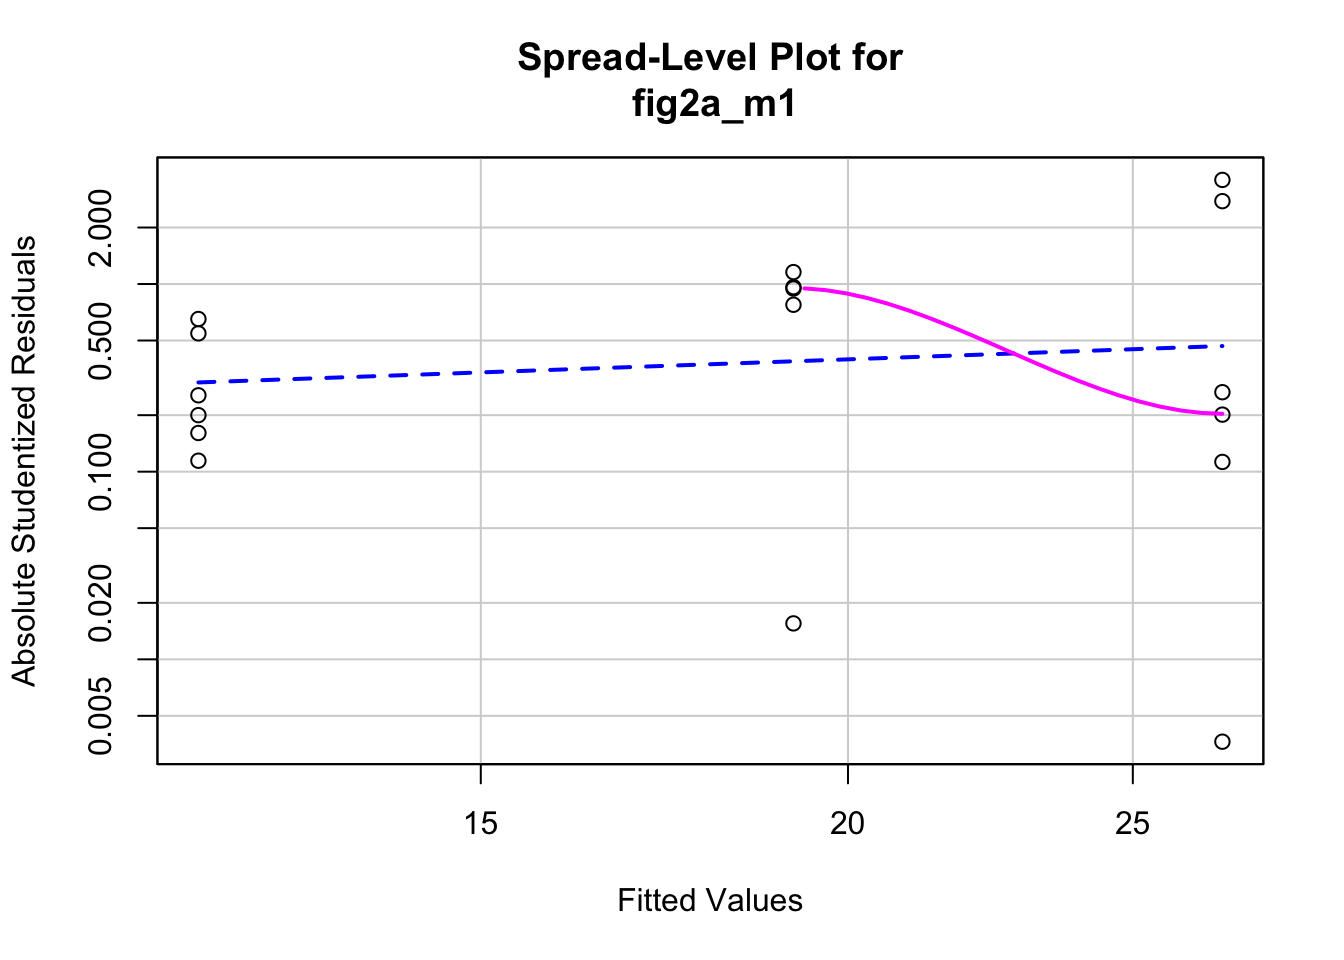 Spread-Level Plot for
fig2a_m1
Absolute Studentized Residuals
2.000
0.500
0.100
0.020
0.005
15 20 25
Fitted Values